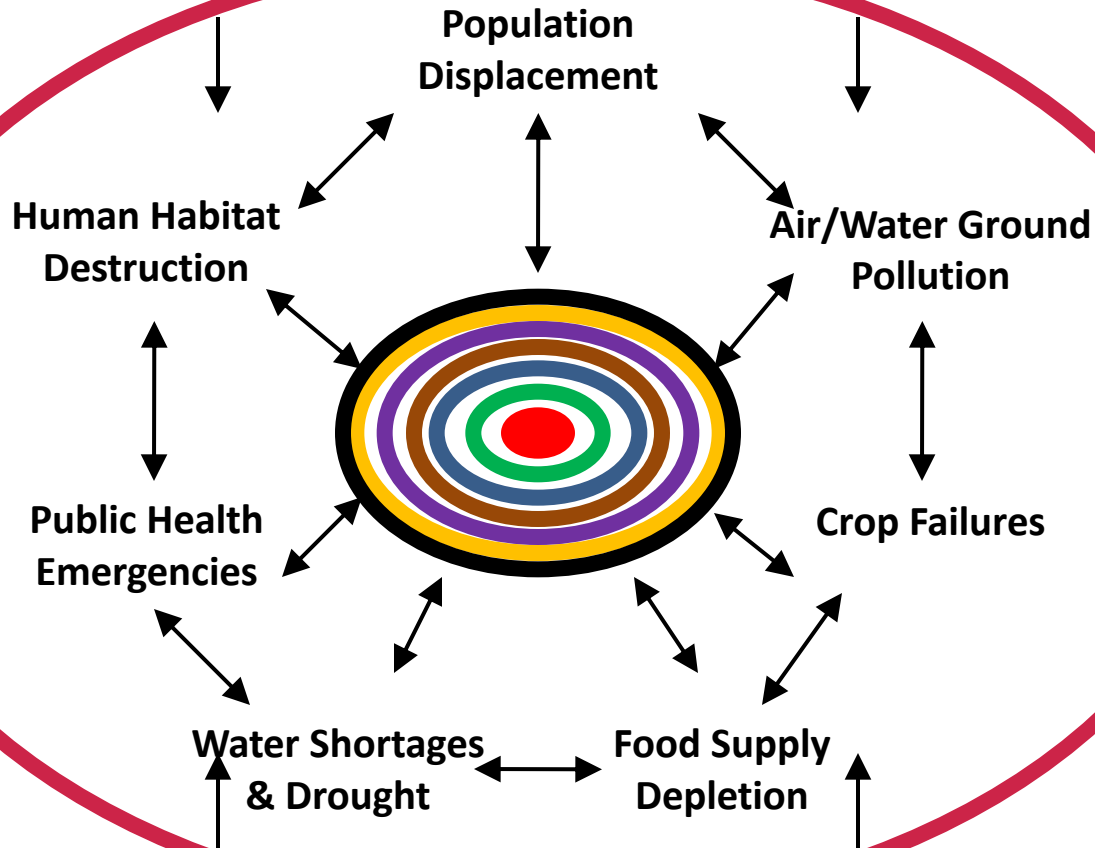 Population
Displacement
Human Habitat
Destruction
Air/Water Ground
Pollution
Public Health
Emergencies
Crop Failures
Water Shortages
& Drought
Food Supply
Depletion